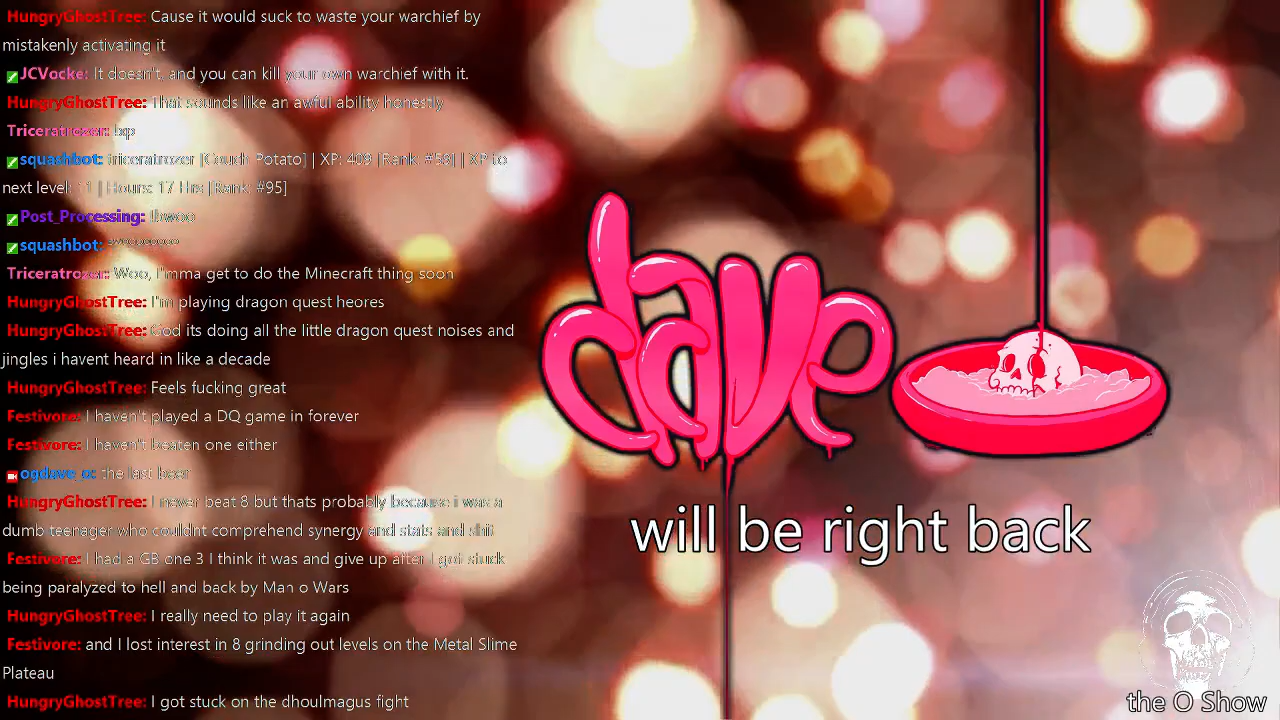 HungryGhostTree: Cause it would suck to waste your warchief by
mistakenly activating it
JCVocke: It doesn't, and you can kill your own warchief with it.
HungryGhostTree: That sounds like an awful ability honestly
Triceratrozer: !xp
squashbot: triceratrozer [Couch Potato] | XP: 409 [Rank: #59] | XP to
next level: 11 | Hours: 17 Hrs [Rank: #95]
Post_Processing: !bwoo
squashbot:
Triceratrozer: Woo, I'mma get to do the Minecraft thing soon
HungryGhostTree: I'm playing dragon quest heores
HungryGhostTree: God its doing all the little dragon quest noises and
jingles i havent heard in like a decade
HungryGhostTree: Feels fucking great
Festivore: I haven't played a DQ game in forever
Festivore: I haven't beaten one either
ogdave_o: the last beer
HungryGhostTree: I never beat 8 but thats probably because i was a
dumb teenager who couldnt comprehend synergy and stats and shit
Festivore: I had a GB one 3 I think it was and give up after I got stuck
being paralyzed to hell and back by Man o Wars
HungryGhostTree: I really need to play it again
Festivore: and I lost interest in 8 grinding out levels on the Metal Slime
Plateau
HungryGhostTree: I got stuck on the dhoulmagus fight
dave
will be right back
the O Show